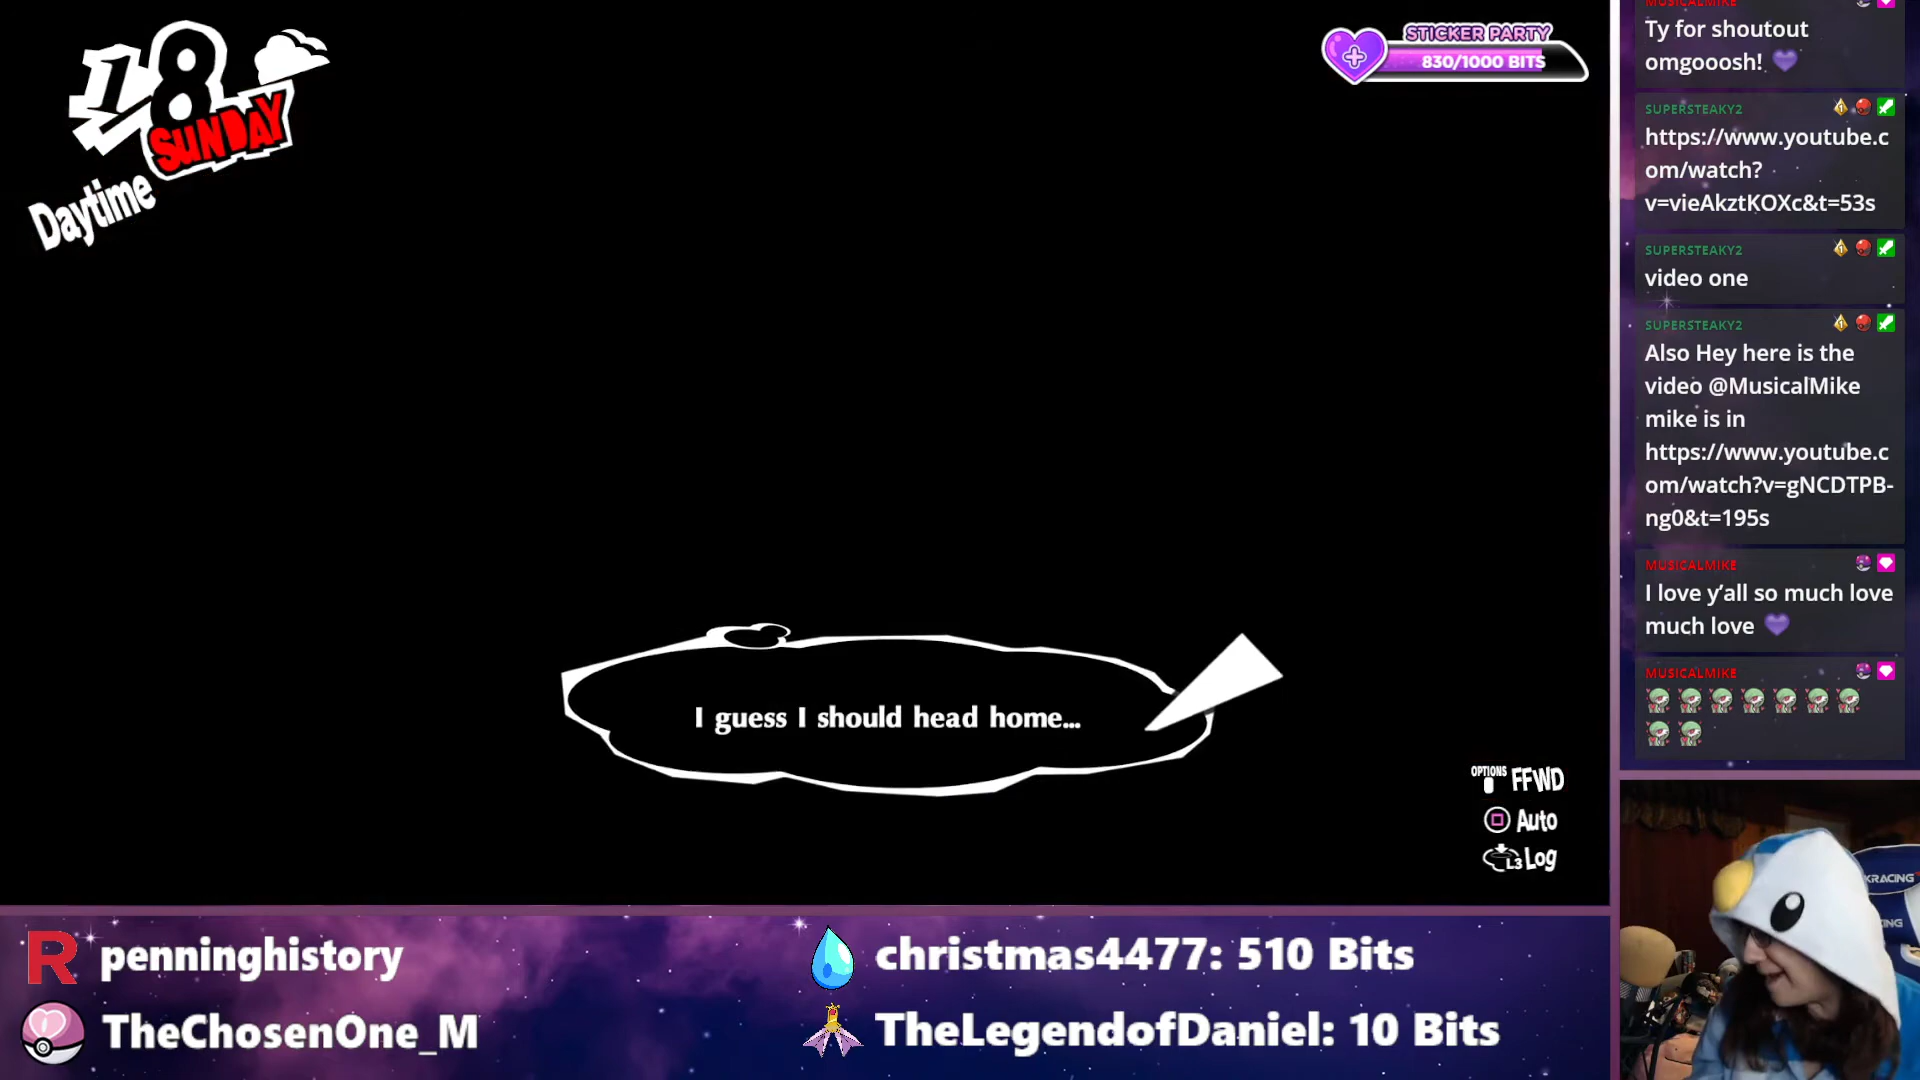 18
SUNDAY
Daytime
STICKER PARTY
830/1000 BITS
I guess I should head home...
OPTIONS FFWD
Auto
L3 Log
MUSICALMIKE
Ty for shoutout
omgooosh!
SUPERSTEAKY2
https://www.youtube.c
om/watch?
v=vieAkztKOXc&t=53s
SUPERSTEAKY2
video one
SUPERSTEAKY2
Also Hey here is the
video @MusicalMike
mike is in
https://www.youtube.c
om/watch?v=gNCDTPB-
ng0&t=195s
MUSICALMIKE
I love y'all so much love
much love
MUSICALMIKE
R penninghistory
TheChosenOne_M
christmas4477: 510 Bits
TheLegendofDaniel: 10 Bits